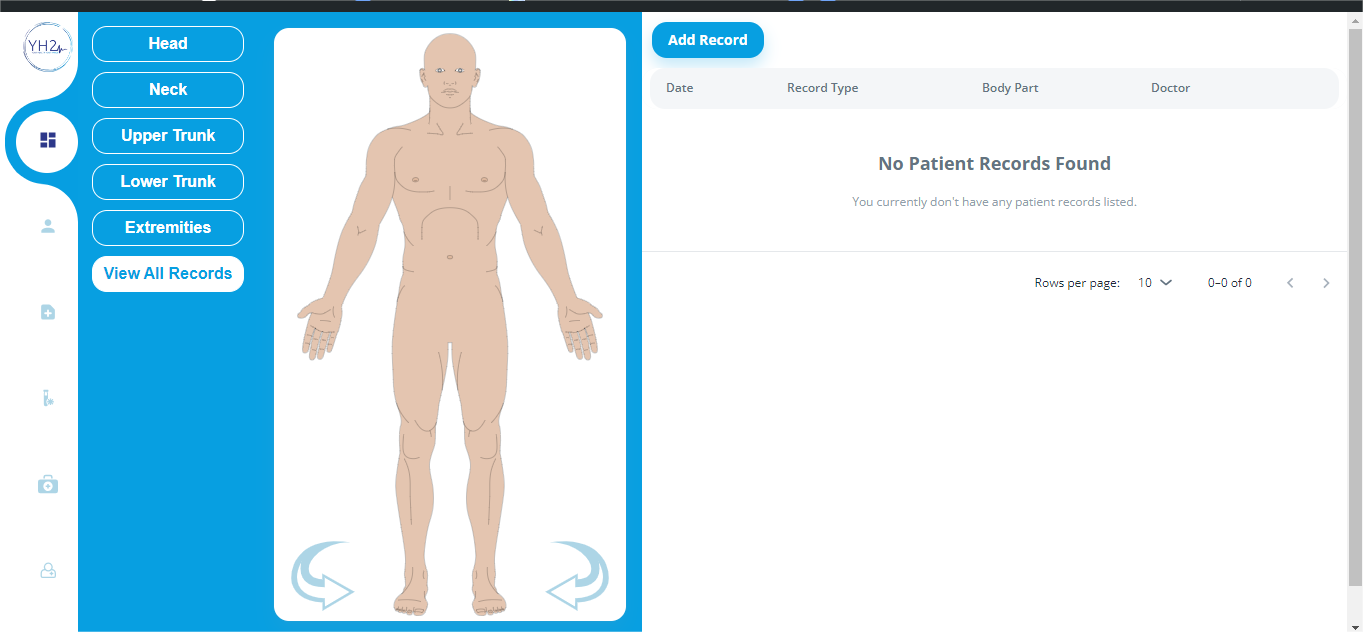 YH2
Head
Neck
Upper Trunk
Lower Trunk
Extremities
View All Records
Add Record
Date Record Type Body Part Doctor
No Patient Records Found
You currently don't have any patient records listed.
Rows per page: 10 0–0 of 0